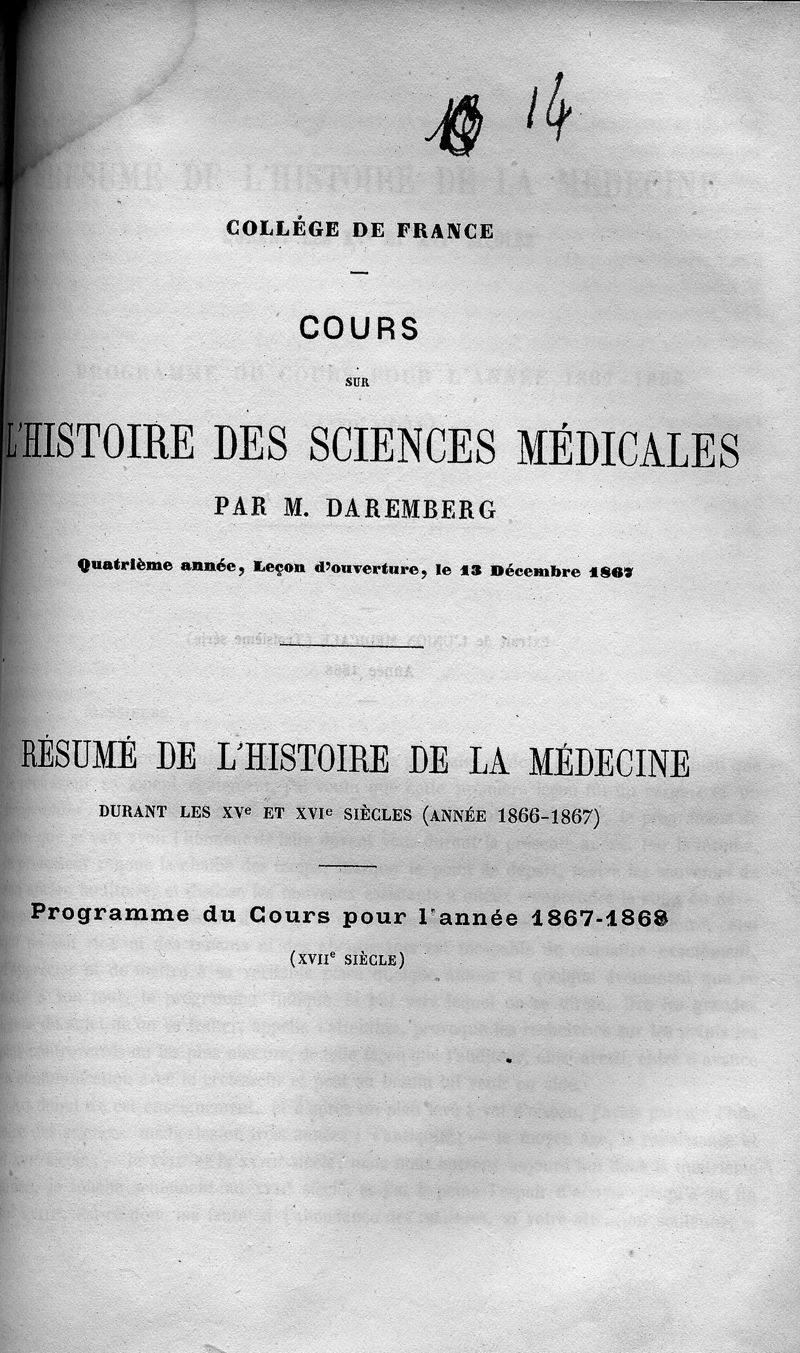 14
COLLÉGE DE FRANCE
COURS
SUR
L'HISTOIRE DES SCIENCES MÉDICALES
PAR M. DAREMBERG
Quatrième année, Leçon d'ouverture, le 13 Décembre 1867
RÉSUMÉ DE L'HISTOIRE DE LA MÉDECINE
DURANT LES XVe ET XVIe SIÈCLES (ANNÉE 1866-1867)
Programme du Cours pour l'année 1867-1868
(XVIIe SIÈCLE)